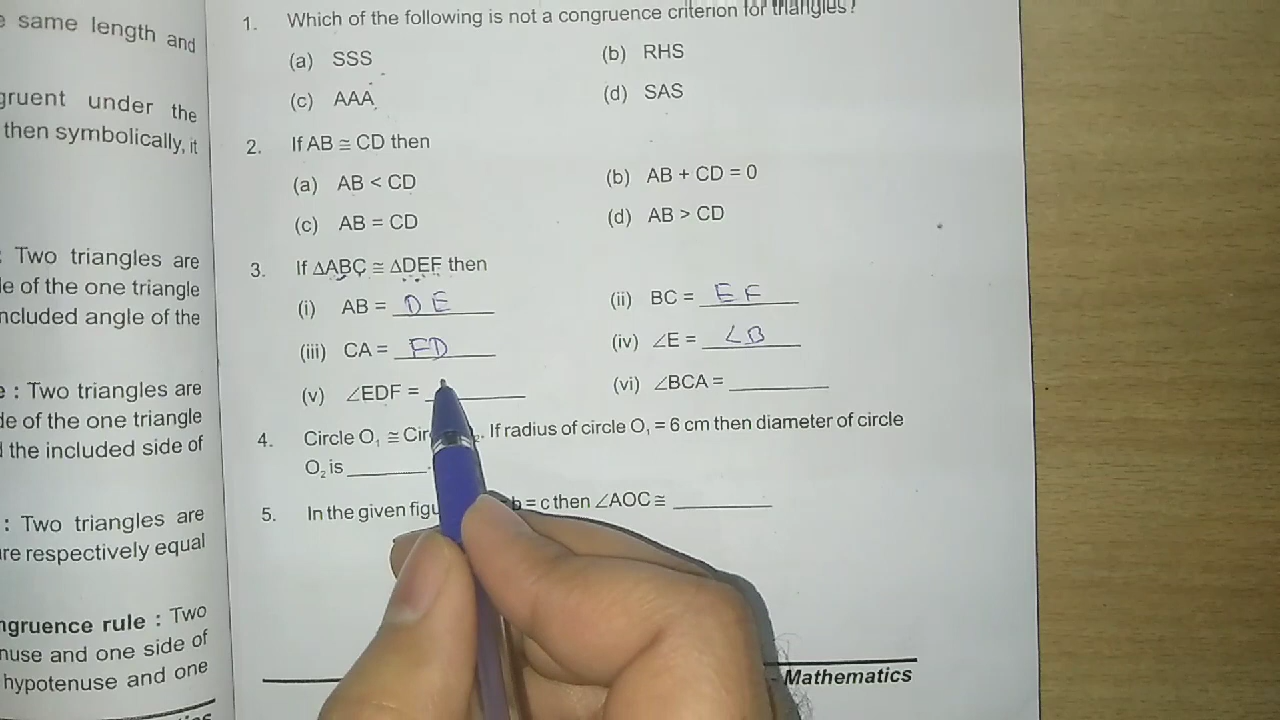 same length and
gruent under the
then symbolically, it
: Two triangles are
le of the one triangle
ncluded angle of the
e : Two triangles are
de of the one triangle
the included side of
: Two triangles are
are respectively equal
ngruence rule : Two
nuse and one side of
hypotenuse and one
1. Which of the following is not a congruence criterion for triangles?
(a) SSS (b) RHS
(c) AAA (d) SAS
2. If AB ≅ CD then
(a) AB < CD (b) AB + CD = 0
(c) AB = CD (d) AB > CD
3. If ΔABC ≅ ΔDEF then
(i) AB = DE (ii) BC = EF
(iii) CA = FD (iv) ∠E = ∠B
(v) ∠EDF = ______ (vi) ∠BCA = ______
4. Circle O₁ ≅ Cir 2. If radius of circle O₁ = 6 cm then diameter of circle
O₂ is ______.
5. In the given figu b = c then ∠AOC ≅ ______
Mathematics